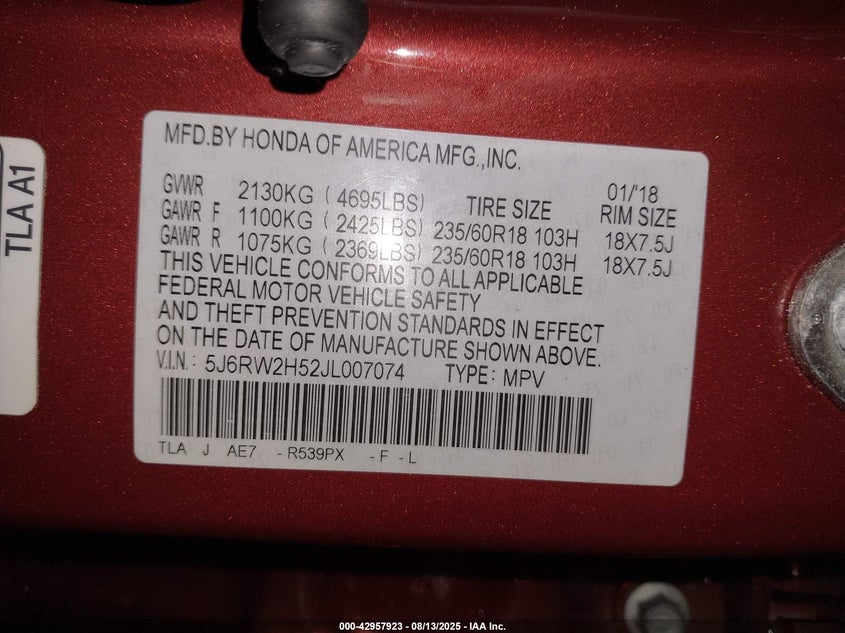 MFD.BY HONDA OF AMERICA MFG.,INC.
01/'18
GVWR 2130KG ( 4695LBS) TIRE SIZE RIM SIZE
GAWR F 1100KG ( 2425LBS) 235/60R18 103H 18X7.5J
GAWR R 1075KG ( 2369LBS) 235/60R18 103H 18X7.5J
THIS VEHICLE CONFORMS TO ALL APPLICABLE
FEDERAL MOTOR VEHICLE SAFETY
AND THEFT PREVENTION STANDARDS IN EFFECT
ON THE DATE OF MANUFACTURE SHOWN ABOVE.
V.I.N.: 5J6RW2H52JL007074 TYPE: MPV
TLA J AE7 - R539PX - F - L
TLA A1
000-42957923 - 08/13/2025 - IAA Inc.